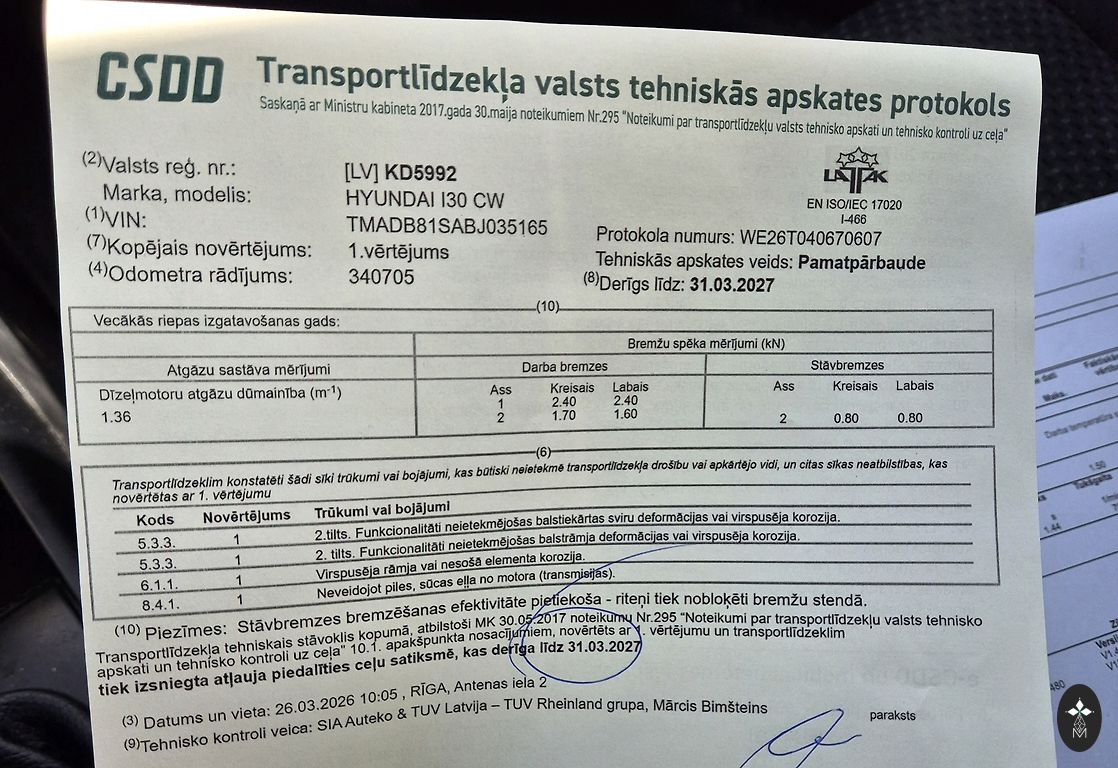 CSDD
Transportlīdzekļa valsts tehniskās apskates protokols
Saskaņā ar Ministru kabineta 2017.gada 30.maija noteikumiem Nr.295 "Noteikumi par transportlīdzekļu valsts tehnisko apskati un tehnisko kontroli uz ceļa"
(2)Valsts reģ. nr.: [LV] KD5992
Marka, modelis: HYUNDAI I30 CW
(1)VIN: TMADB81SABJ035165
(7)Kopējais novērtējums: 1.vērtējums
(4)Odometra rādījums: 340705
LATAK
EN ISO/IEC 17020
I-466
Protokola numurs: WE26T040670607
Tehniskās apskates veids: Pamatpārbaude
(8)Derīgs līdz: 31.03.2027
(10)
Vecākās riepas izgatavošanas gads:
Bremžu spēka mērījumi (kN)
Atgāzu sastāva mērījumi Darba bremzes Stāvbremzes
Dīzeļmotoru atgāzu dūmainība (m⁻¹) Ass Kreisais Labais Ass Kreisais Labais
1.36 1 2.40 2.40
2 1.70 1.60 2 0.80 0.80
(6)
Transportlīdzeklim konstatēti šādi sīki trūkumi vai bojājumi, kas būtiski neietekmē transportlīdzekļa drošību vai apkārtējo vidi, un citas sīkas neatbilstības, kas
novērtētas ar 1. vērtējumu
Kods Novērtējums Trūkumi vai bojājumi
5.3.3. 1 2.tilts. Funkcionalitāti neietekmējošas balstiekārtas sviru deformācijas vai virspusēja korozija.
5.3.3. 1 2. tilts. Funkcionalitāti neietekmējošas balstrāmja deformācijas vai virspusēja korozija.
6.1.1. 1 Virspusēja rāmja vai nesošā elementa korozija.
8.4.1. 1 Neveidojot piles, sūcas eļļa no motora (transmisijas).
(10) Piezīmes: Stāvbremzes bremzēšanas efektivitāte pietiekoša - riteņi tiek nobloķēti bremžu stendā.
Transportlīdzekļa tehniskais stāvoklis kopumā, atbilstoši MK 30.05.2017 noteikumu Nr.295 "Noteikumi par transportlīdzekļu valsts tehnisko
apskati un tehnisko kontroli uz ceļa" 10.1. apakšpunkta nosacījumiem, novērtēts ar 1. vērtējumu un transportlīdzeklim
tiek izsniegta atļauja piedalīties ceļu satiksmē, kas derīga līdz 31.03.2027
(3) Datums un vieta: 26.03.2026 10:05 , RĪGA, Antenas iela 2
(9)Tehnisko kontroli veica: SIA Auteko & TUV Latvija – TUV Rheinland grupa, Mārcis Bimšteins
paraksts
Darba temperatūra
1.50
1.44
M